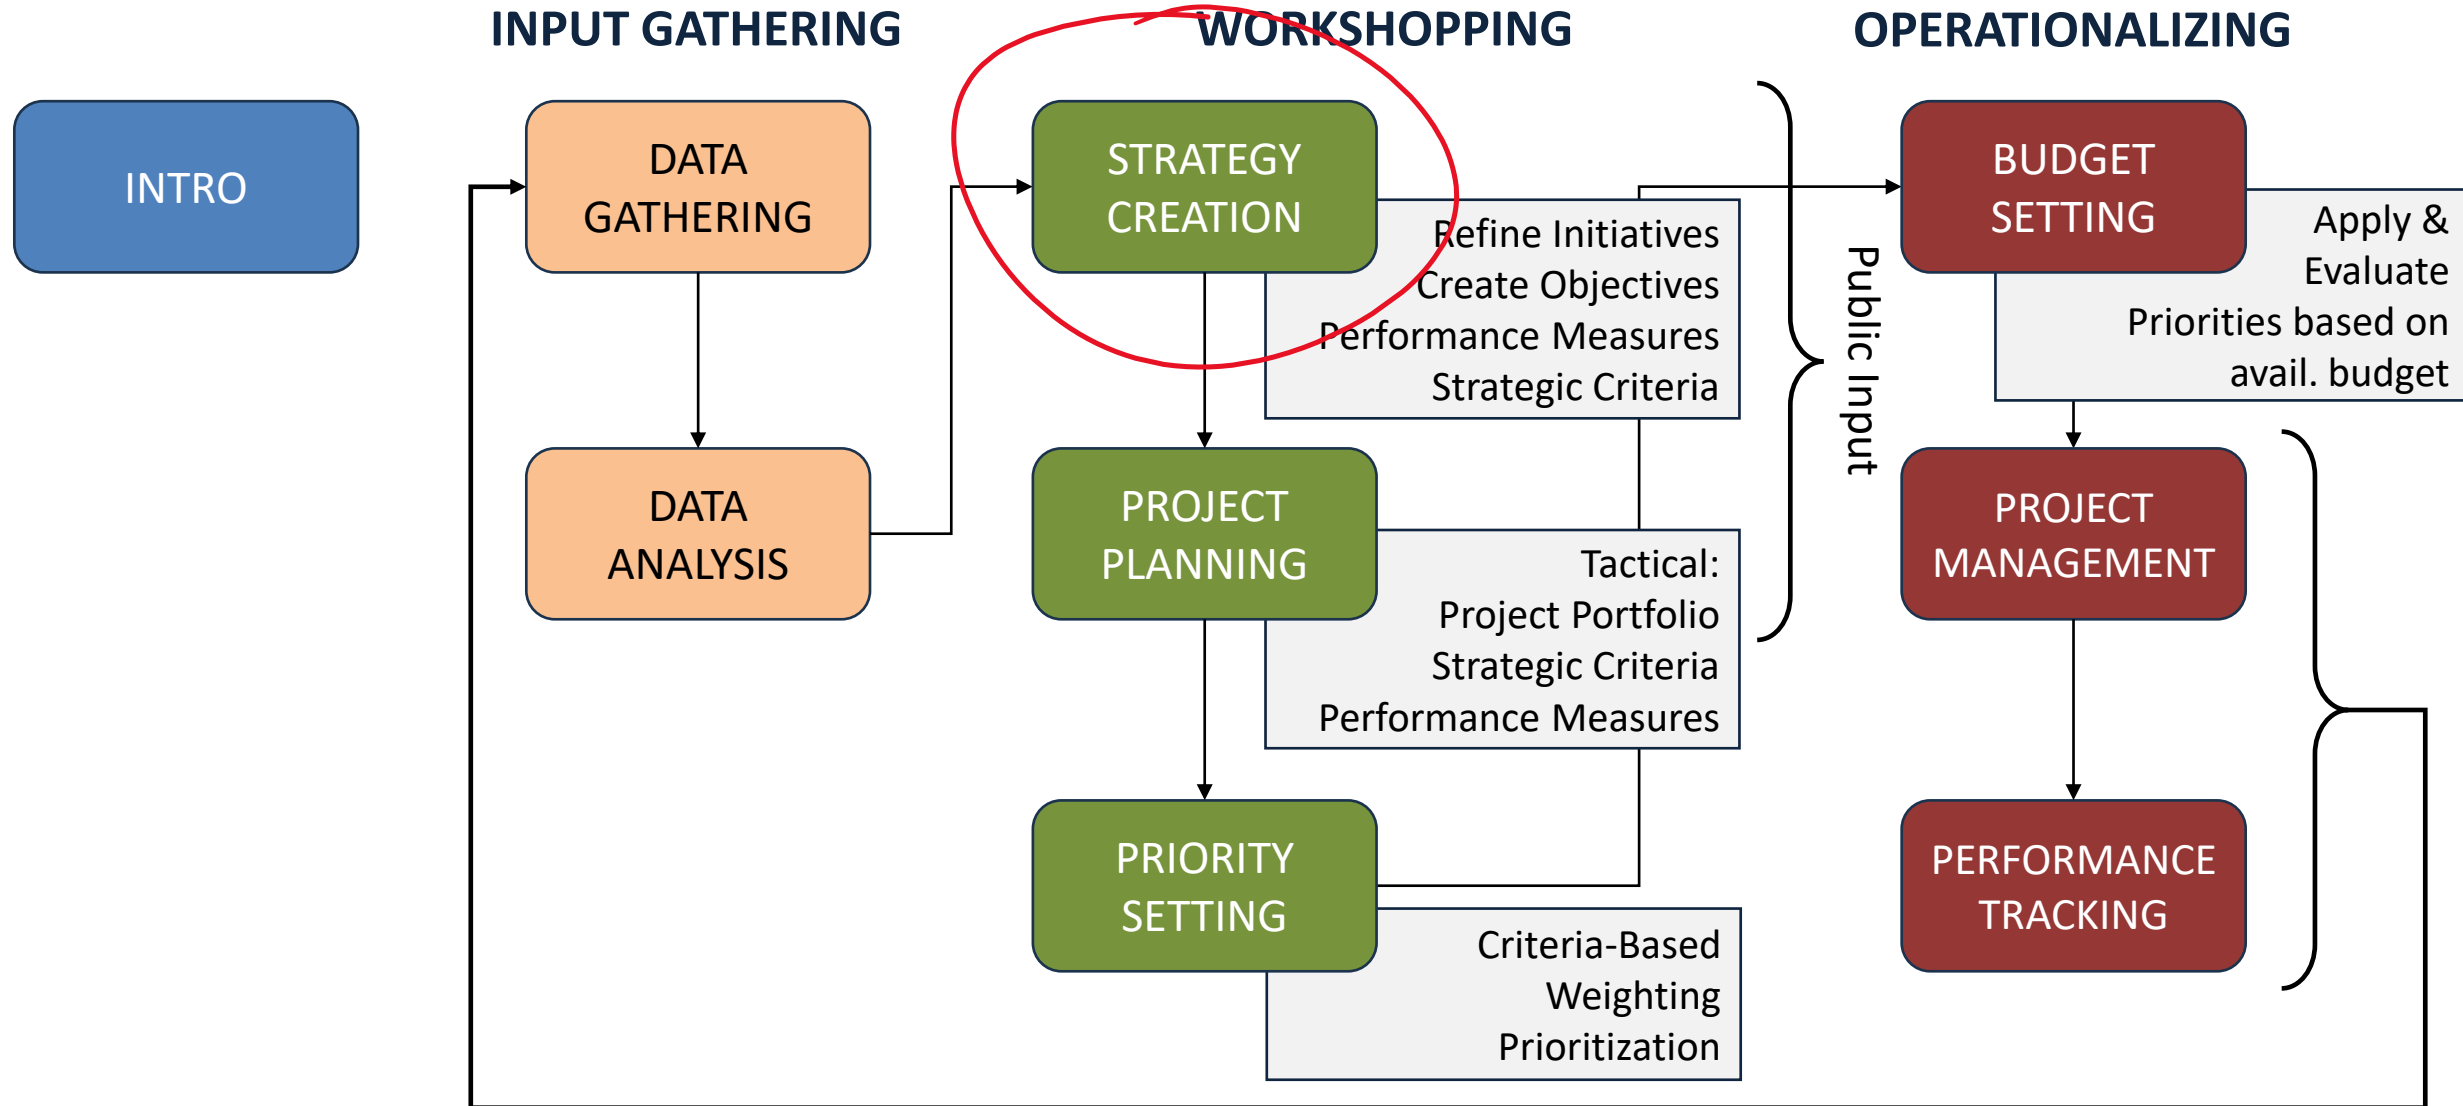 INPUT GATHERING
WORKSHOPPING
OPERATIONALIZING
INTRO
DATA
GATHERING
DATA
ANALYSIS
STRATEGY
CREATION
Refine Initiatives
Create Objectives
Performance Measures
Strategic Criteria
PROJECT
PLANNING
Tactical:
Project Portfolio
Strategic Criteria
Performance Measures
PRIORITY
SETTING
Criteria-Based
Weighting
Prioritization
Public Input
BUDGET
SETTING
Apply &
Evaluate
Priorities based on
avail. budget
PROJECT
MANAGEMENT
PERFORMANCE
TRACKING